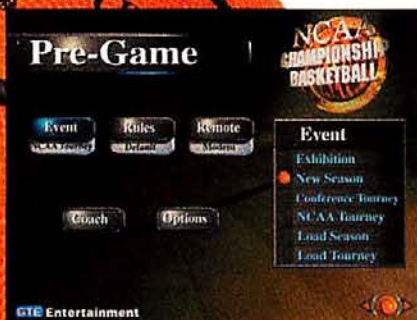 Pre-Game
NCAA
CHAMPIONSHIP
BASKETBALL
Event
NCAA Tourney
Rules
Default
Remote
Modem
Coach
Options
Event
Exhibition
New Season
Conference Tourney
NCAA Tourney
Load Season
Load Tourney
GTE Entertainment